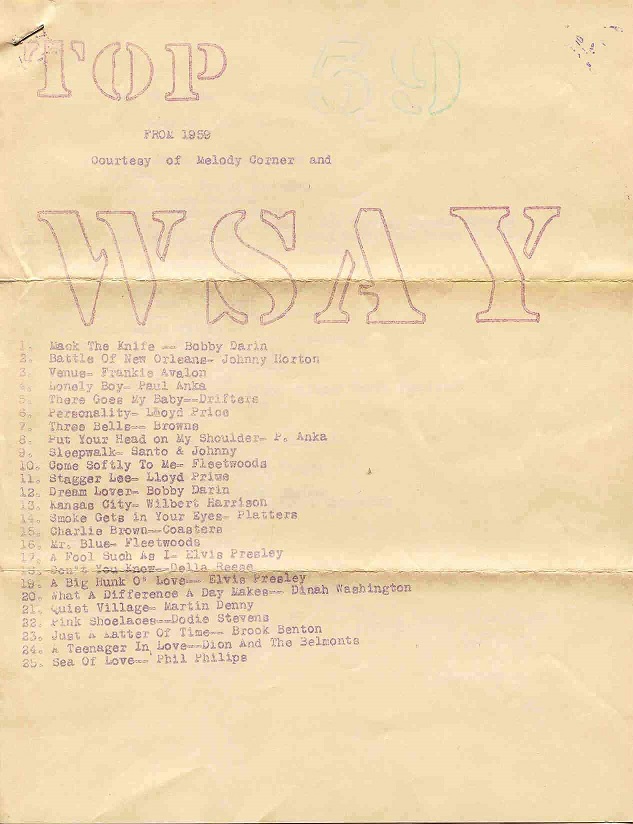 TOP 59
FROM 1959
Courtesy of Melody Corner and
WSAY
1. Mack The Knife -- Bobby Darin
2. Battle Of New Orleans- Johnny Horton
3. Venus- Frankie Avalon
4. Lonely Boy- Paul Anka
5. There Goes My Baby--Drifters
6. Personality- Lloyd Price
7. Three Bells-- Browns
8. Put Your Head on My Shoulder- P. Anka
9. Sleepwalk- Santo & Johnny
10. Come Softly To Me- Fleetwoods
11. Stagger Lee- Lloyd Priwe
12. Dream Lover- Bobby Darin
13. Kansas City- Wilbert Harrison
14. Smoke Gets in Your Eyes- Platters
15. Charlie Brown--Coasters
16. Mr. Blue- Fleetwoods
17. A Fool Such As I- Elvis Presley
18. Don't You Know--Della Reese
19. A Big Hunk O' Love-- Elvis Presley
20. What A Difference A Day Makes-- Dinah Washington
21. Quiet Village- Martin Denny
22. Pink Shoelaces--Dodie Stevens
23. Just A Matter Of Time-- Brook Benton
24. A Teenager In Love--Dion And The Belmonts
25. Sea Of Love-- Phil Philips